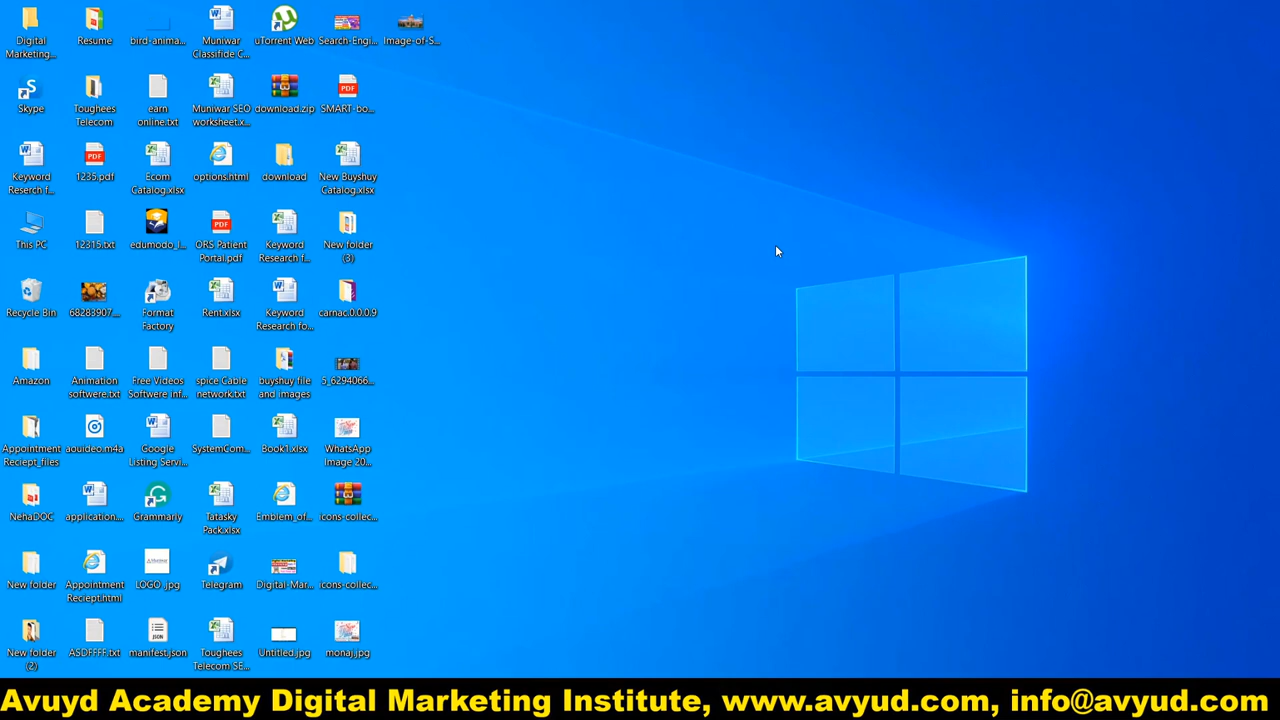 Digital Marketing...
Resume
bird-anima...
Muniwar Classifide C...
uTorrent Web
Search-Engi...
Image-of-S...
Skype
Toughees Telecom
earn online.txt
Muniwar SEO worksheet.x...
download.zip
SMART-bo...
Keyword Reserch f...
1235.pdf
Ecom Catalog.xlsx
options.html
download
New Buyshuy Catalog.xlsx
This PC
12315.txt
edumodo_l...
ORS Patient Portal.pdf
Keyword Research f...
New folder (3)
Recycle Bin
68283907_...
Format Factory
Rent.xlsx
Keyword Research fo...
carnac.0.0.0.9
Amazon
Animation softwere.txt
Free Videos Softwere inf...
spice Cable network.txt
buyshuy file and images
5_6294066...
Appointment Reciept_files
aouideo.m4a
Google Listing Servi...
SystemCom...
Book1.xlsx
WhatsApp Image 20...
NehaDOC
application....
Grammarly
Tatasky Pack.xlsx
Emblem_of...
icons-collec...
New folder
Appointment Reciept.html
LOGO .jpg
Telegram
Digital-Mar...
icons-collec...
New folder (2)
ASDFFFF.txt
manifest.json
Toughees Telecom SE...
Untitled.jpg
monaj.jpg
Avuyd Academy Digital Marketing Institute, www.avyud.com, info@avyud.com